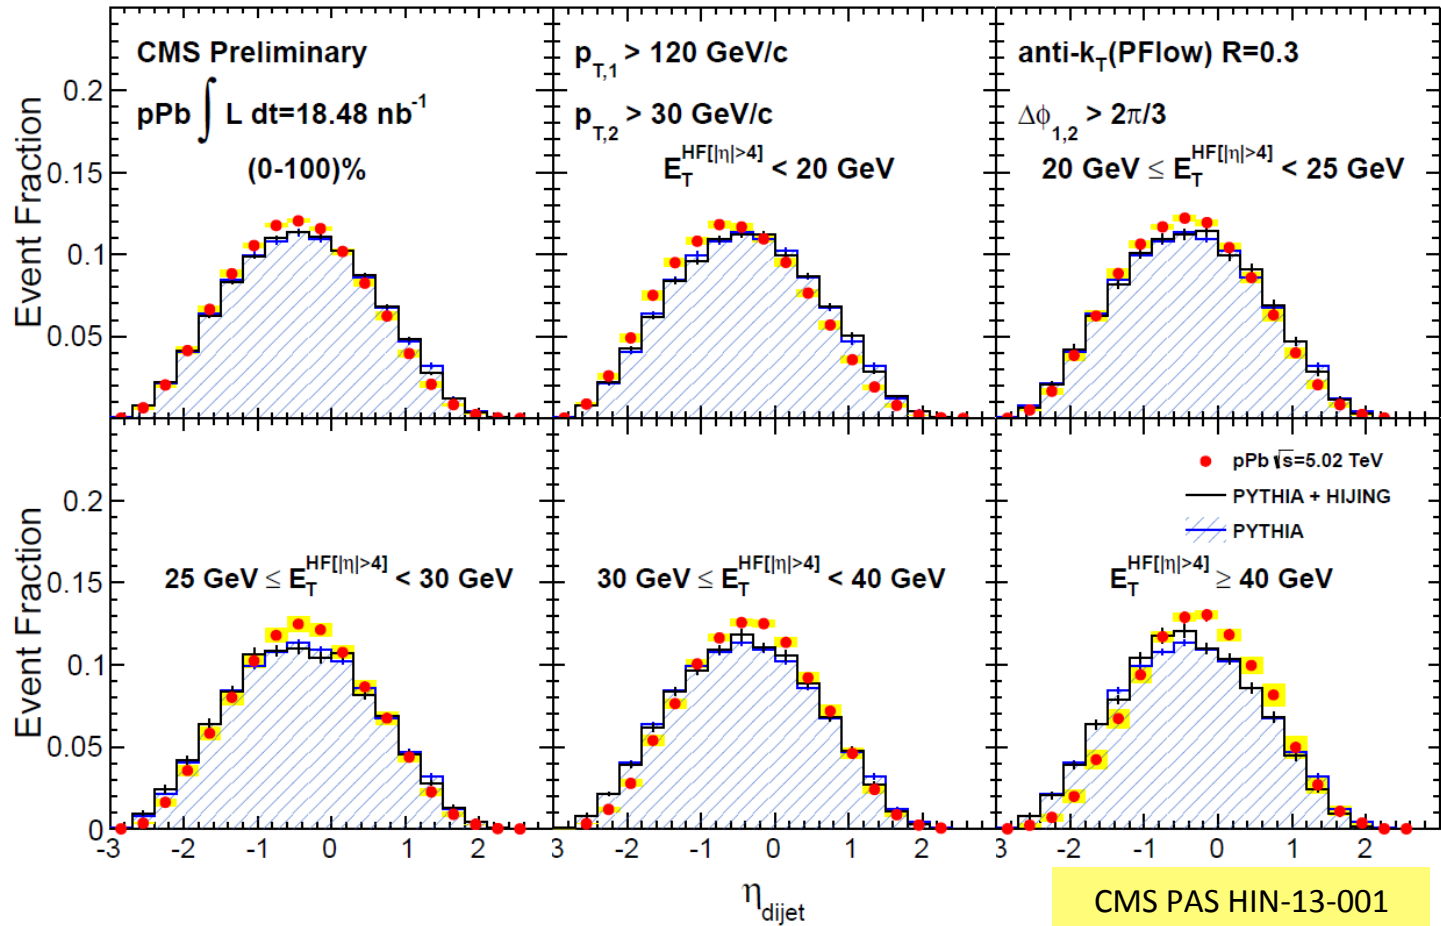 CMS Preliminary
pPb ∫ L dt=18.48 nb⁻¹
(0-100)%
p_T,1 > 120 GeV/c
p_T,2 > 30 GeV/c
E_T^HF[|η|>4] < 20 GeV
anti-k_T(PFlow) R=0.3
Δϕ_1,2 > 2π/3
20 GeV ≤ E_T^HF[|η|>4] < 25 GeV
Event Fraction
0.2
0.15
0.1
0.05
25 GeV ≤ E_T^HF[|η|>4] < 30 GeV
30 GeV ≤ E_T^HF[|η|>4] < 40 GeV
pPb √s=5.02 TeV
PYTHIA + HIJING
PYTHIA
E_T^HF[|η|>4] ≥ 40 GeV
Event Fraction
0.2
0.15
0.1
0.05
0
-3 -2 -1 0 1 2
3 -2 -1 0 1 2
3 -2 -1 0 1 2 3
η_dijet
CMS PAS HIN-13-001